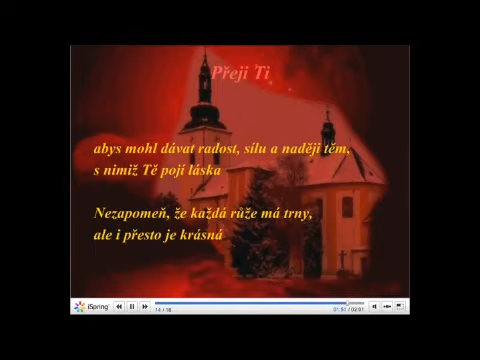 Přeji Ti
abys mohl dávat radost, sílu a naději těm,
s nimiž Tě pojí láska
Nezapomeň, že každá růže má trny,
ale i přesto je krásná
iSpring
14 / 16
01:51 / 02:01